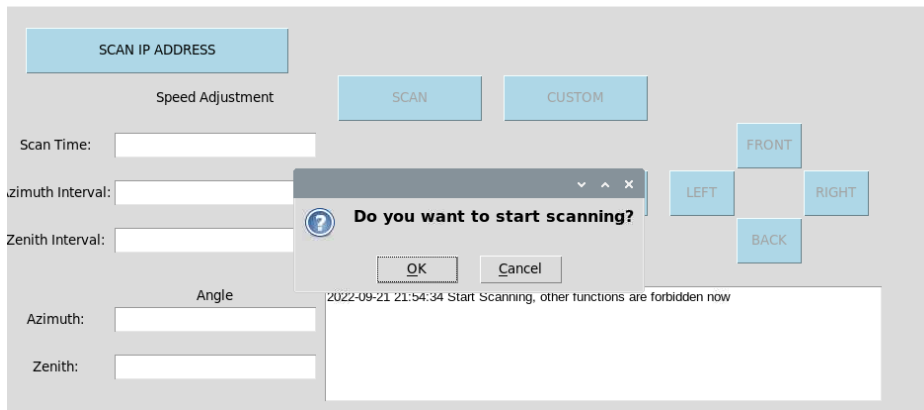 SCAN IP ADDRESS
Speed Adjustment
SCAN
CUSTOM
Scan Time:
FRONT
Azimuth Interval:
LEFT
RIGHT
Do you want to start scanning?
Zenith Interval:
BACK
OK
Cancel
Angle
2022-09-21 21:54:34 Start Scanning, other functions are forbidden now
Azimuth:
Zenith: